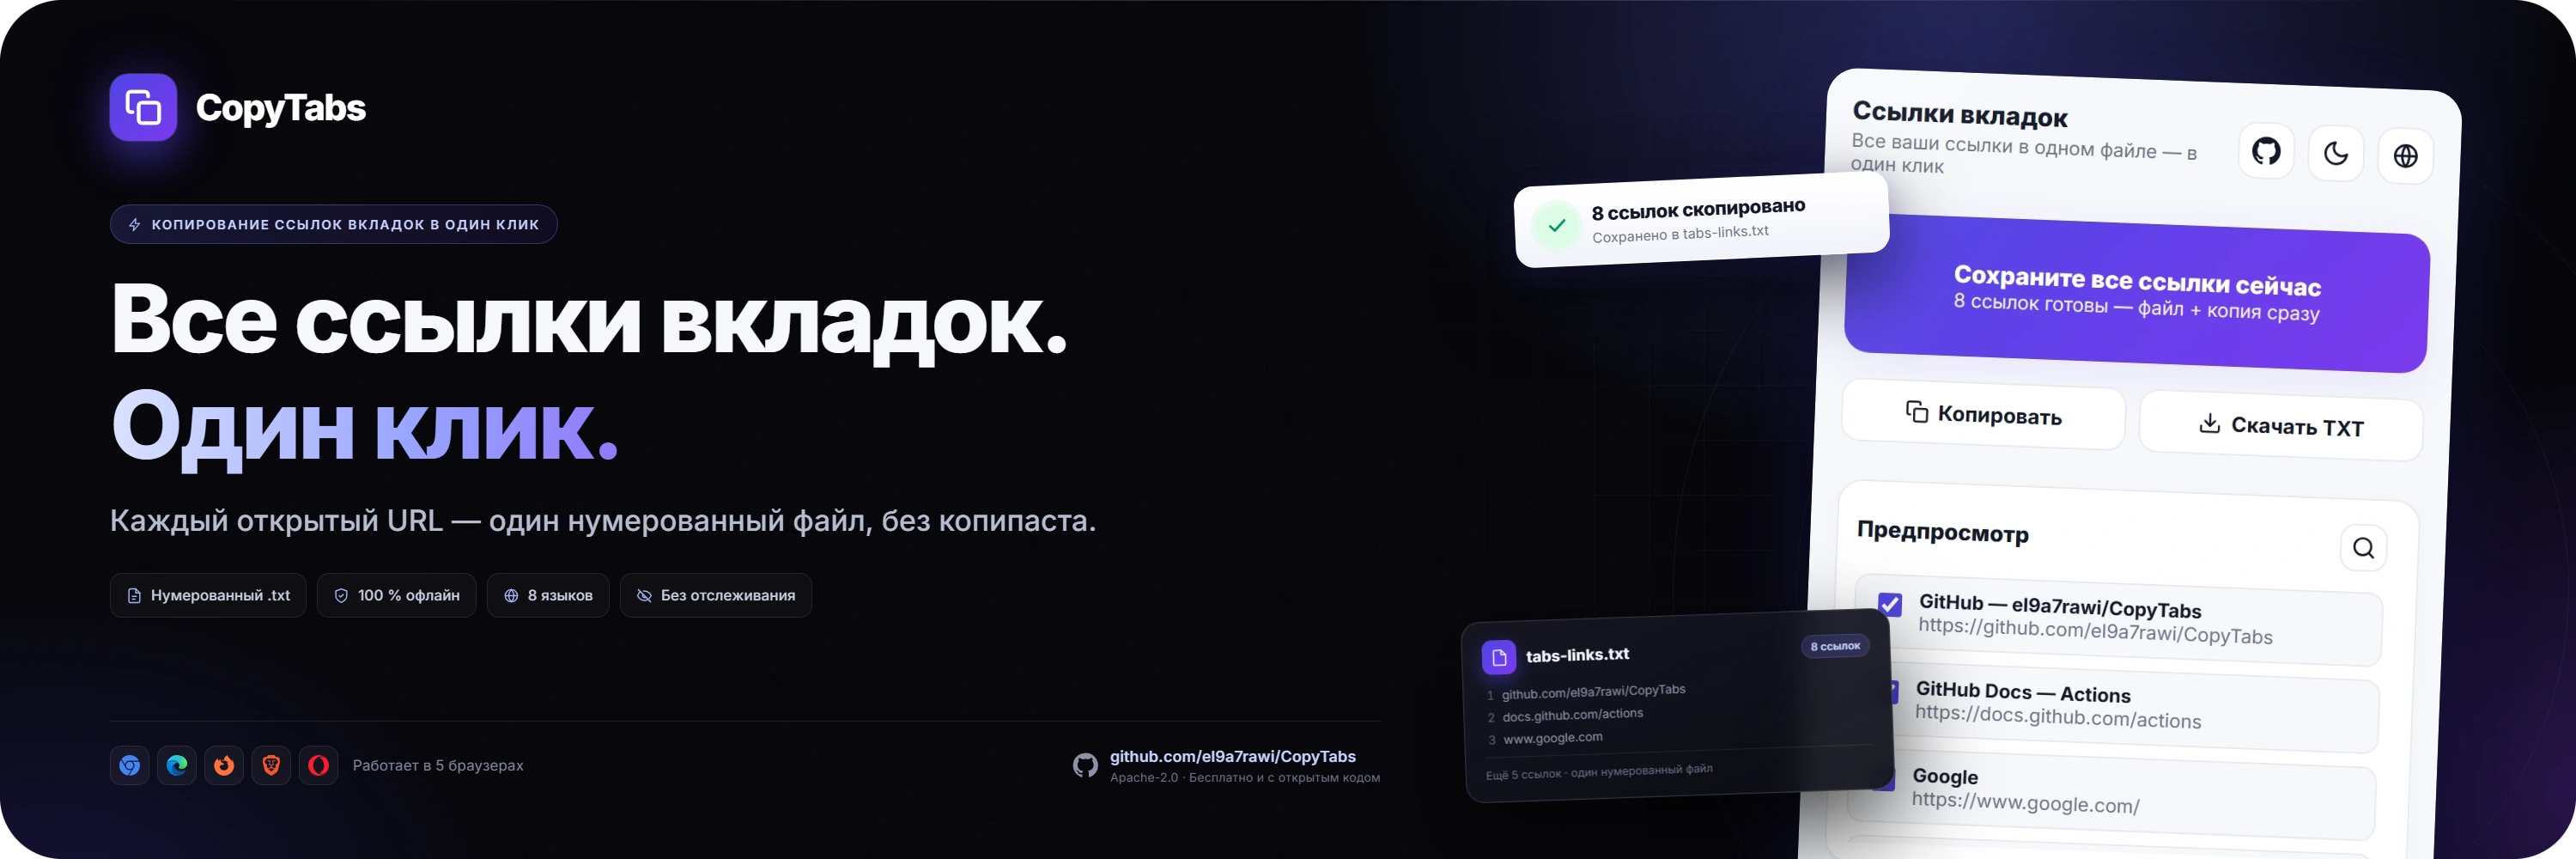 CopyTabs
КОПИРОВАНИЕ ССЫЛОК ВКЛАДОК В ОДИН КЛИК
Все ссылки вкладок.
Один клик.
Каждый открытый URL — один нумерованный файл, без копипаста.
Нумерованный .txt
100 % офлайн
8 языков
Без отслеживания
Работает в 5 браузерах
github.com/el9a7rawi/CopyTabs
Apache-2.0 · Бесплатно и с открытым кодом
8 ссылок скопировано
Сохранено в tabs-links.txt
tabs-links.txt
8 ссылок
1 github.com/el9a7rawi/CopyTabs
2 docs.github.com/actions
3 www.google.com
Ещё 5 ссылок · один нумерованный файл
Ссылки вкладок
Все ваши ссылки в одном файле — в
один клик
Сохраните все ссылки сейчас
8 ссылок готовы — файл + копия сразу
Копировать
Скачать TXT
Предпросмотр
GitHub — el9a7rawi/CopyTabs
https://github.com/el9a7rawi/CopyTabs
GitHub Docs — Actions
https://docs.github.com/actions
Google
https://www.google.com/